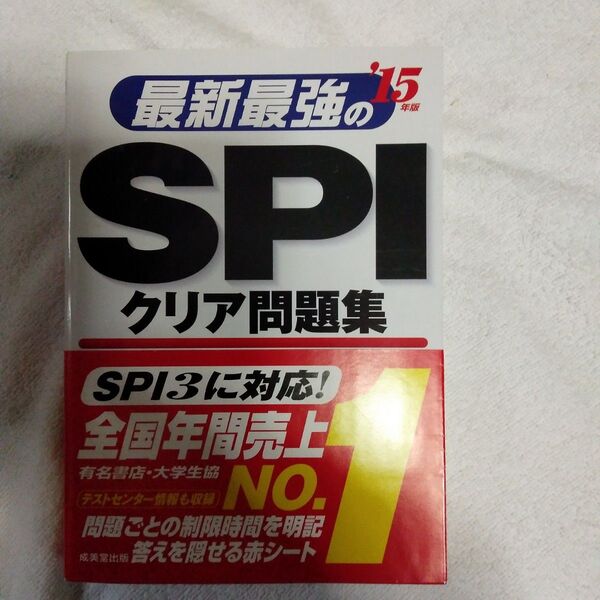 最新最強の
'15
年版
SPI
クリア問題集
SPI3に対応!
全国年間売上
有名書店・大学生協
テストセンター情報も収録
NO.1
問題ごとの制限時間を明記
答えを隠せる赤シート
成美堂出版